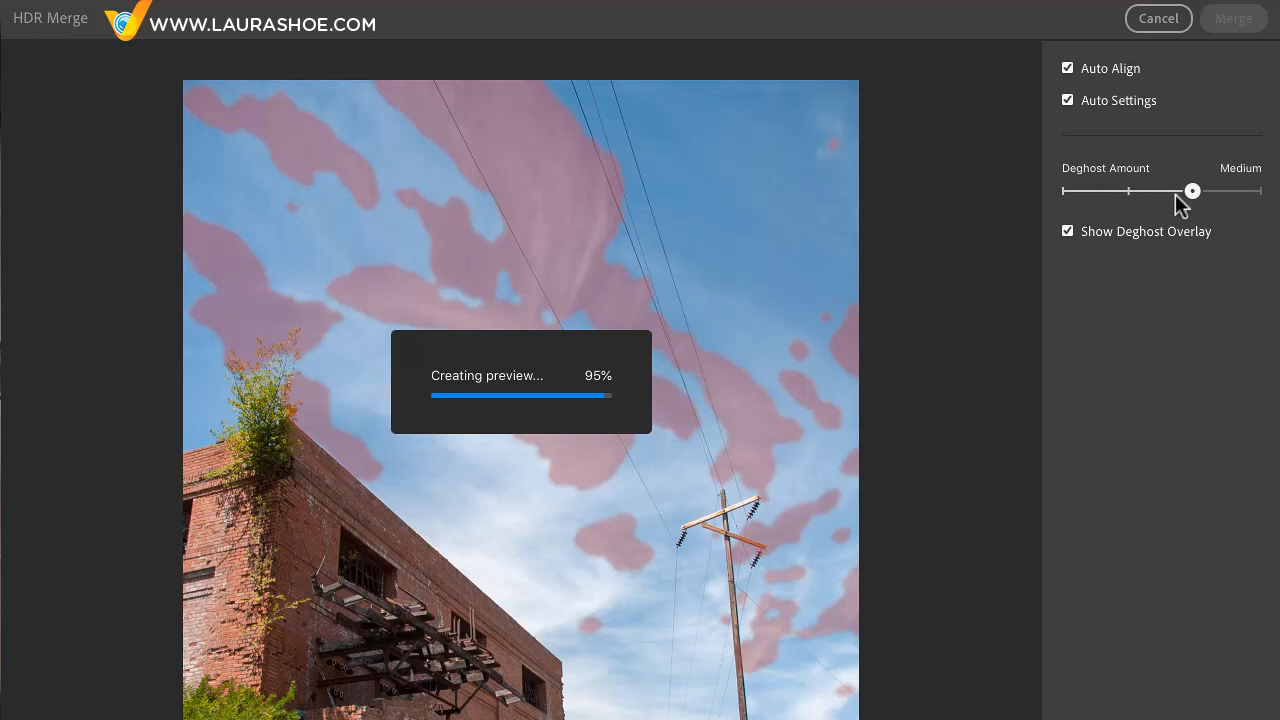 HDR Merge
WWW.LAURASHOE.COM
Cancel
Merge
Auto Align
Auto Settings
Deghost Amount Medium
Show Deghost Overlay
Creating preview... 95%